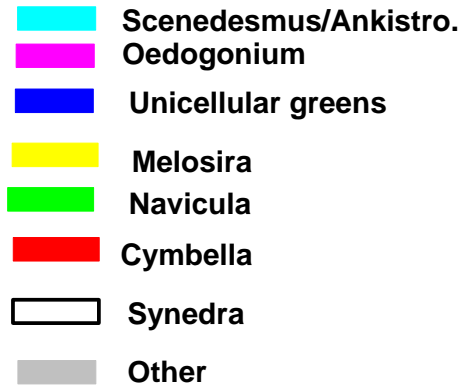 Scenedesmus/Ankistro.
Oedogonium
Unicellular greens
Melosira
Navicula
Cymbella
Synedra
Other